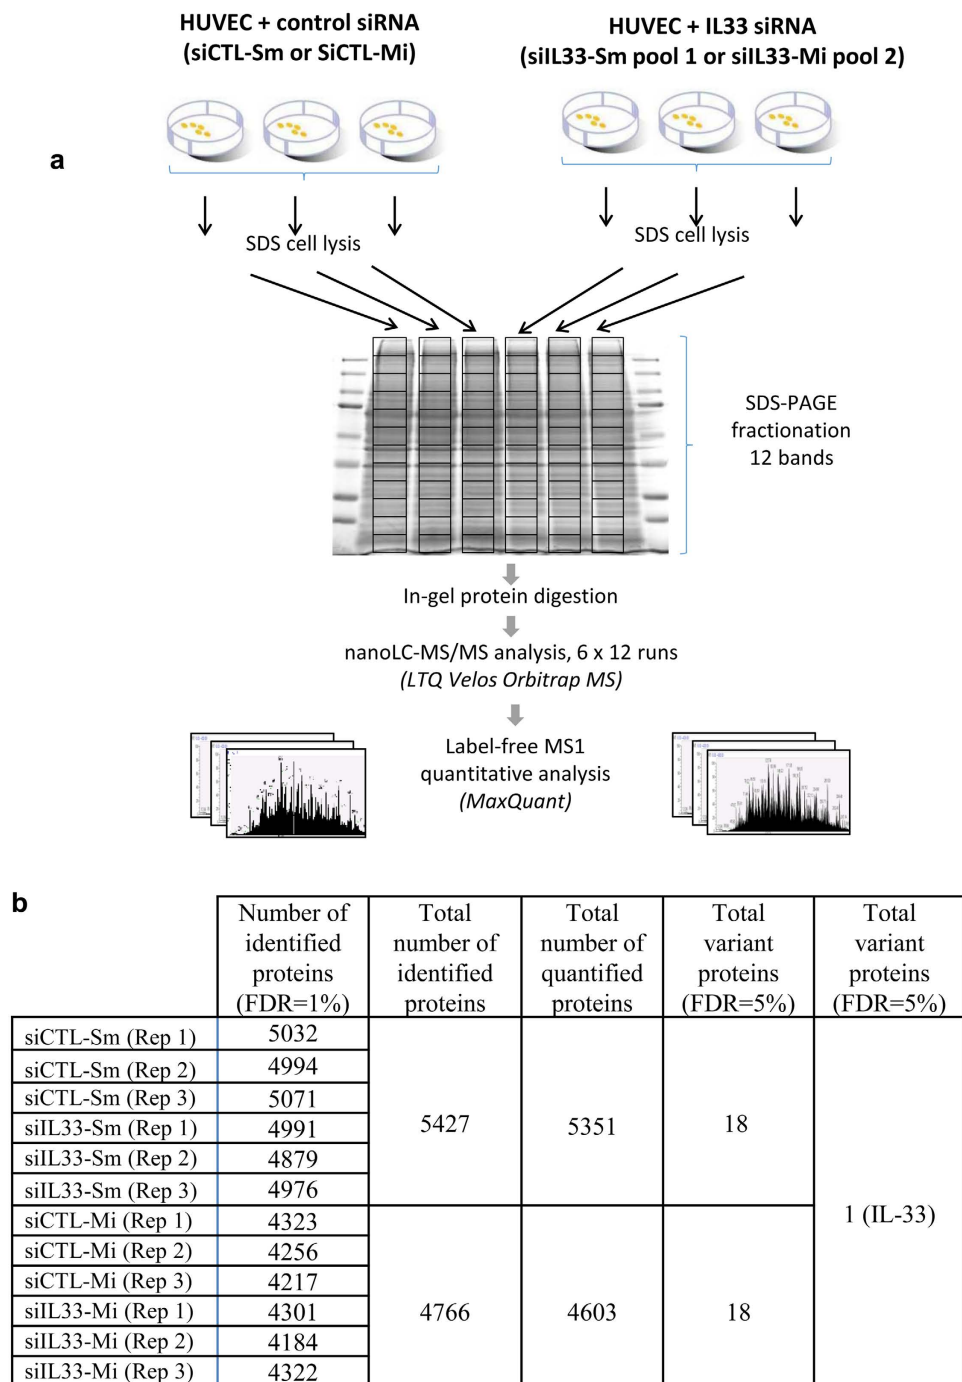 HUVEC + control siRNA
(siCTL-Sm or SiCTL-Mi)
HUVEC + IL33 siRNA
(siIL33-Sm pool 1 or siIL33-Mi pool 2)
a
SDS cell lysis
SDS cell lysis
SDS-PAGE
fractionation
12 bands
In-gel protein digestion
nanoLC-MS/MS analysis, 6 x 12 runs
(LTQ Velos Orbitrap MS)
Label-free MS1
quantitative analysis
(MaxQuant)
b
Number of identified proteins (FDR=1%) Total number of identified proteins Total number of quantified proteins Total variant proteins (FDR=5%) Total variant proteins (FDR=5%)
siCTL-Sm (Rep 1) 5032
siCTL-Sm (Rep 2) 4994
siCTL-Sm (Rep 3) 5071
siIL33-Sm (Rep 1) 4991
5427 5351 18
siIL33-Sm (Rep 2) 4879
siIL33-Sm (Rep 3) 4976
siCTL-Mi (Rep 1) 4323
1 (IL-33)
siCTL-Mi (Rep 2) 4256
siCTL-Mi (Rep 3) 4217
siIL33-Mi (Rep 1) 4301
4766 4603 18
siIL33-Mi (Rep 2) 4184
siIL33-Mi (Rep 3) 4322